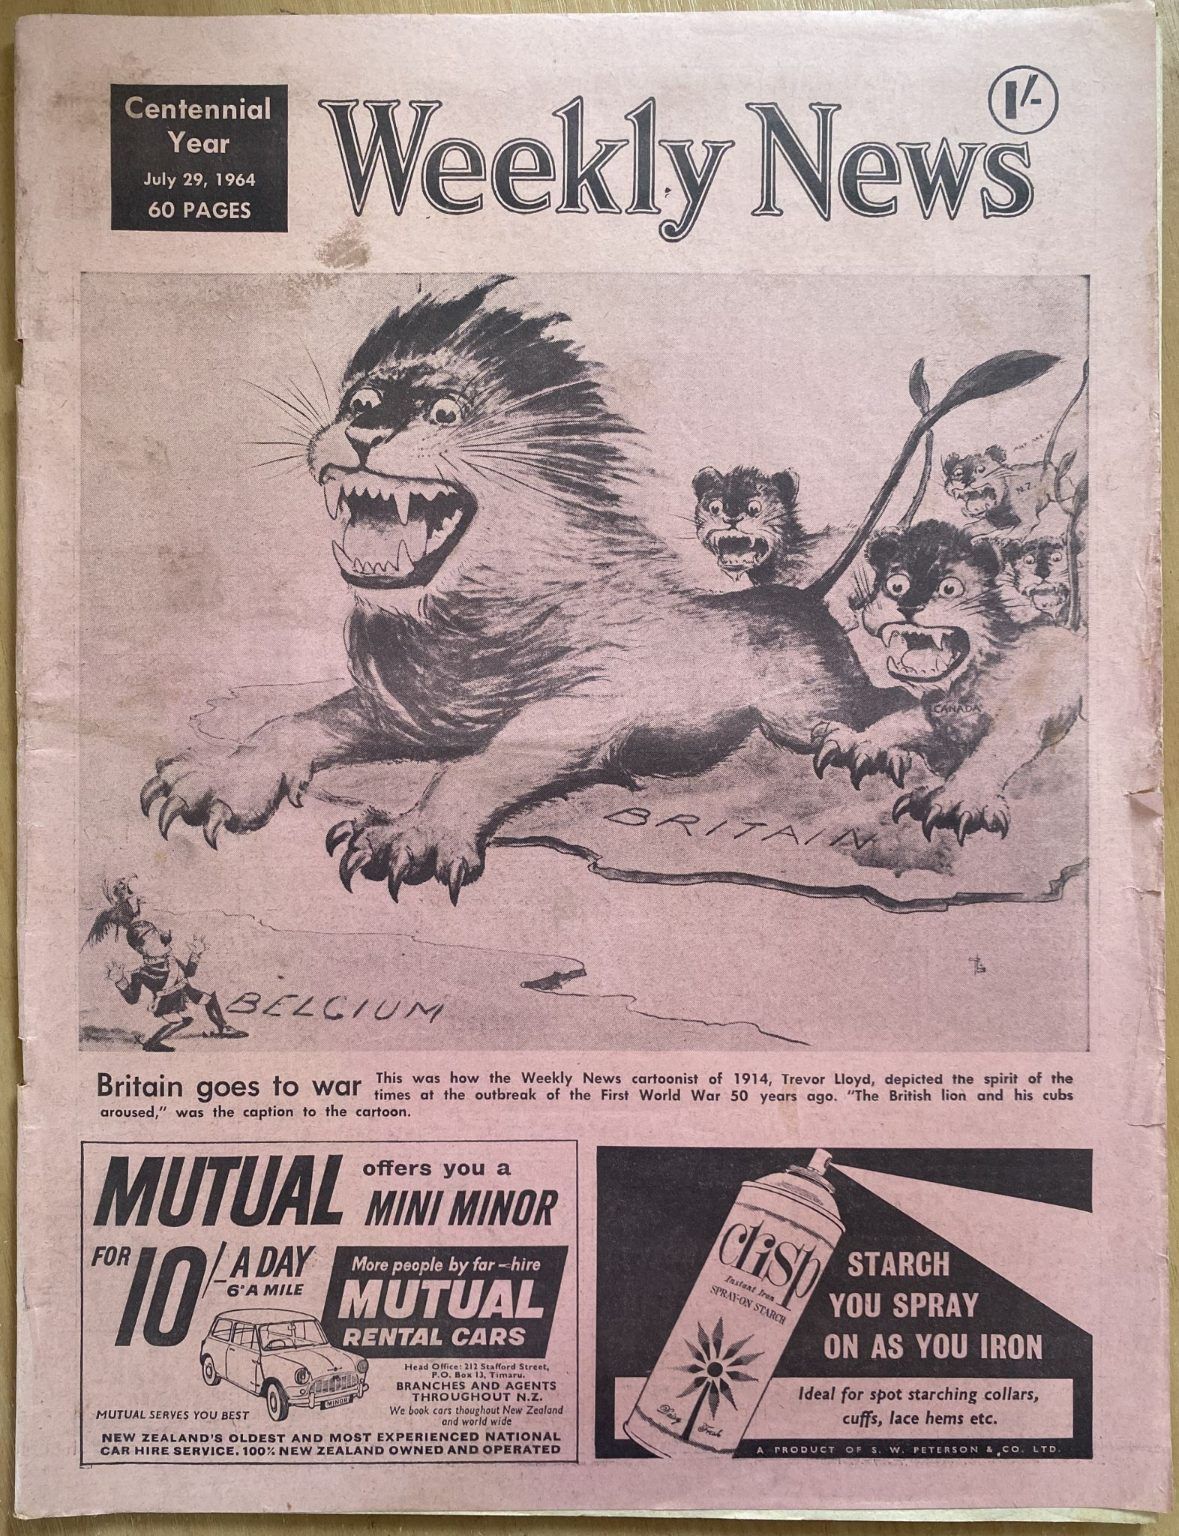 Centennial
Year
July 29, 1964
60 PAGES
Weekly News
1/-
N.Z.
CANADA
BRITAIN
BELGIUM
Britain goes to war This was how the Weekly News cartoonist of 1914, Trevor Lloyd, depicted the spirit of the
times at the outbreak of the First World War 50 years ago. "The British lion and his cubs
aroused," was the caption to the cartoon.
MUTUAL offers you a
MINI MINOR
FOR 10/- A DAY
6ᴰ A MILE
More people by far - hire
MUTUAL
RENTAL CARS
Head Office: 212 Stafford Street,
P.O. Box 13, Timaru.
BRANCHES AND AGENTS
THROUGHOUT N.Z.
We book cars thoughout New Zealand
and world wide
MINOR
MUTUAL SERVES YOU BEST
NEW ZEALAND'S OLDEST AND MOST EXPERIENCED NATIONAL
CAR HIRE SERVICE. 100% NEW ZEALAND OWNED AND OPERATED
Crisp
Instant Iron
SPRAY-ON STARCH
Daisy Fresh
STARCH
YOU SPRAY
ON AS YOU IRON
Ideal for spot starching collars,
cuffs, lace hems etc.
A PRODUCT OF S. W. PETERSON & CO. LTD.